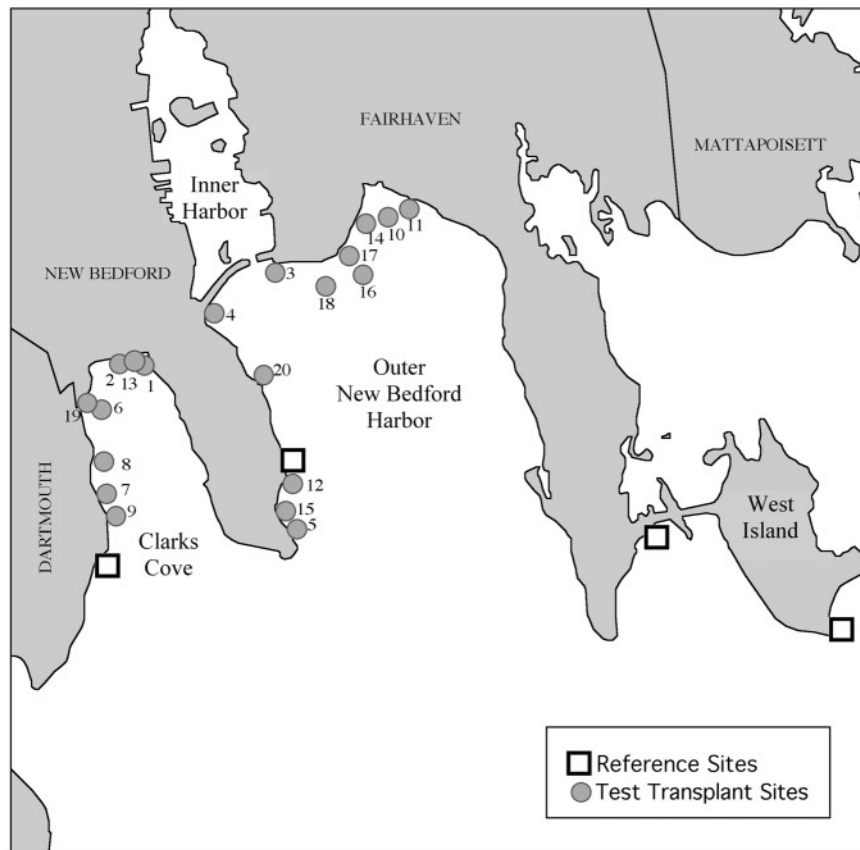 FAIRHAVEN
MATTAPOISETT
Inner
Harbor
11
10
14
17
3
16
18
NEW BEDFORD
4
2
13
1
20
Outer
New Bedford
Harbor
19
6
8
7
9
12
15
5
DARTMOUTH
Clarks
Cove
West
Island
Reference Sites
Test Transplant Sites